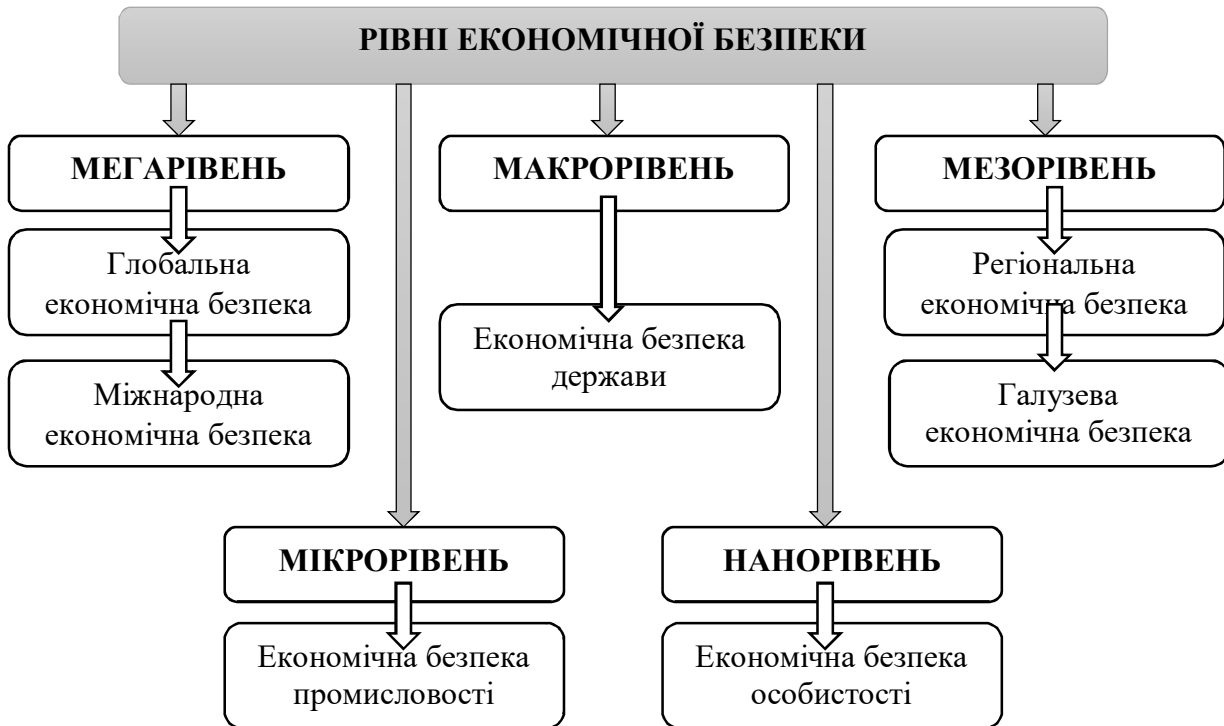 РІВНІ ЕКОНОМІЧНОЇ БЕЗПЕКИ
МЕГАРІВЕНЬ
Глобальна
економічна безпека
Міжнародна
економічна безпека
МАКРОРІВЕНЬ
Економічна безпека
держави
МЕЗОРІВЕНЬ
Регіональна
економічна безпека
Галузева
економічна безпека
МІКРОРІВЕНЬ
Економічна безпека
промисловості
НАНОРІВЕНЬ
Економічна безпека
особистості